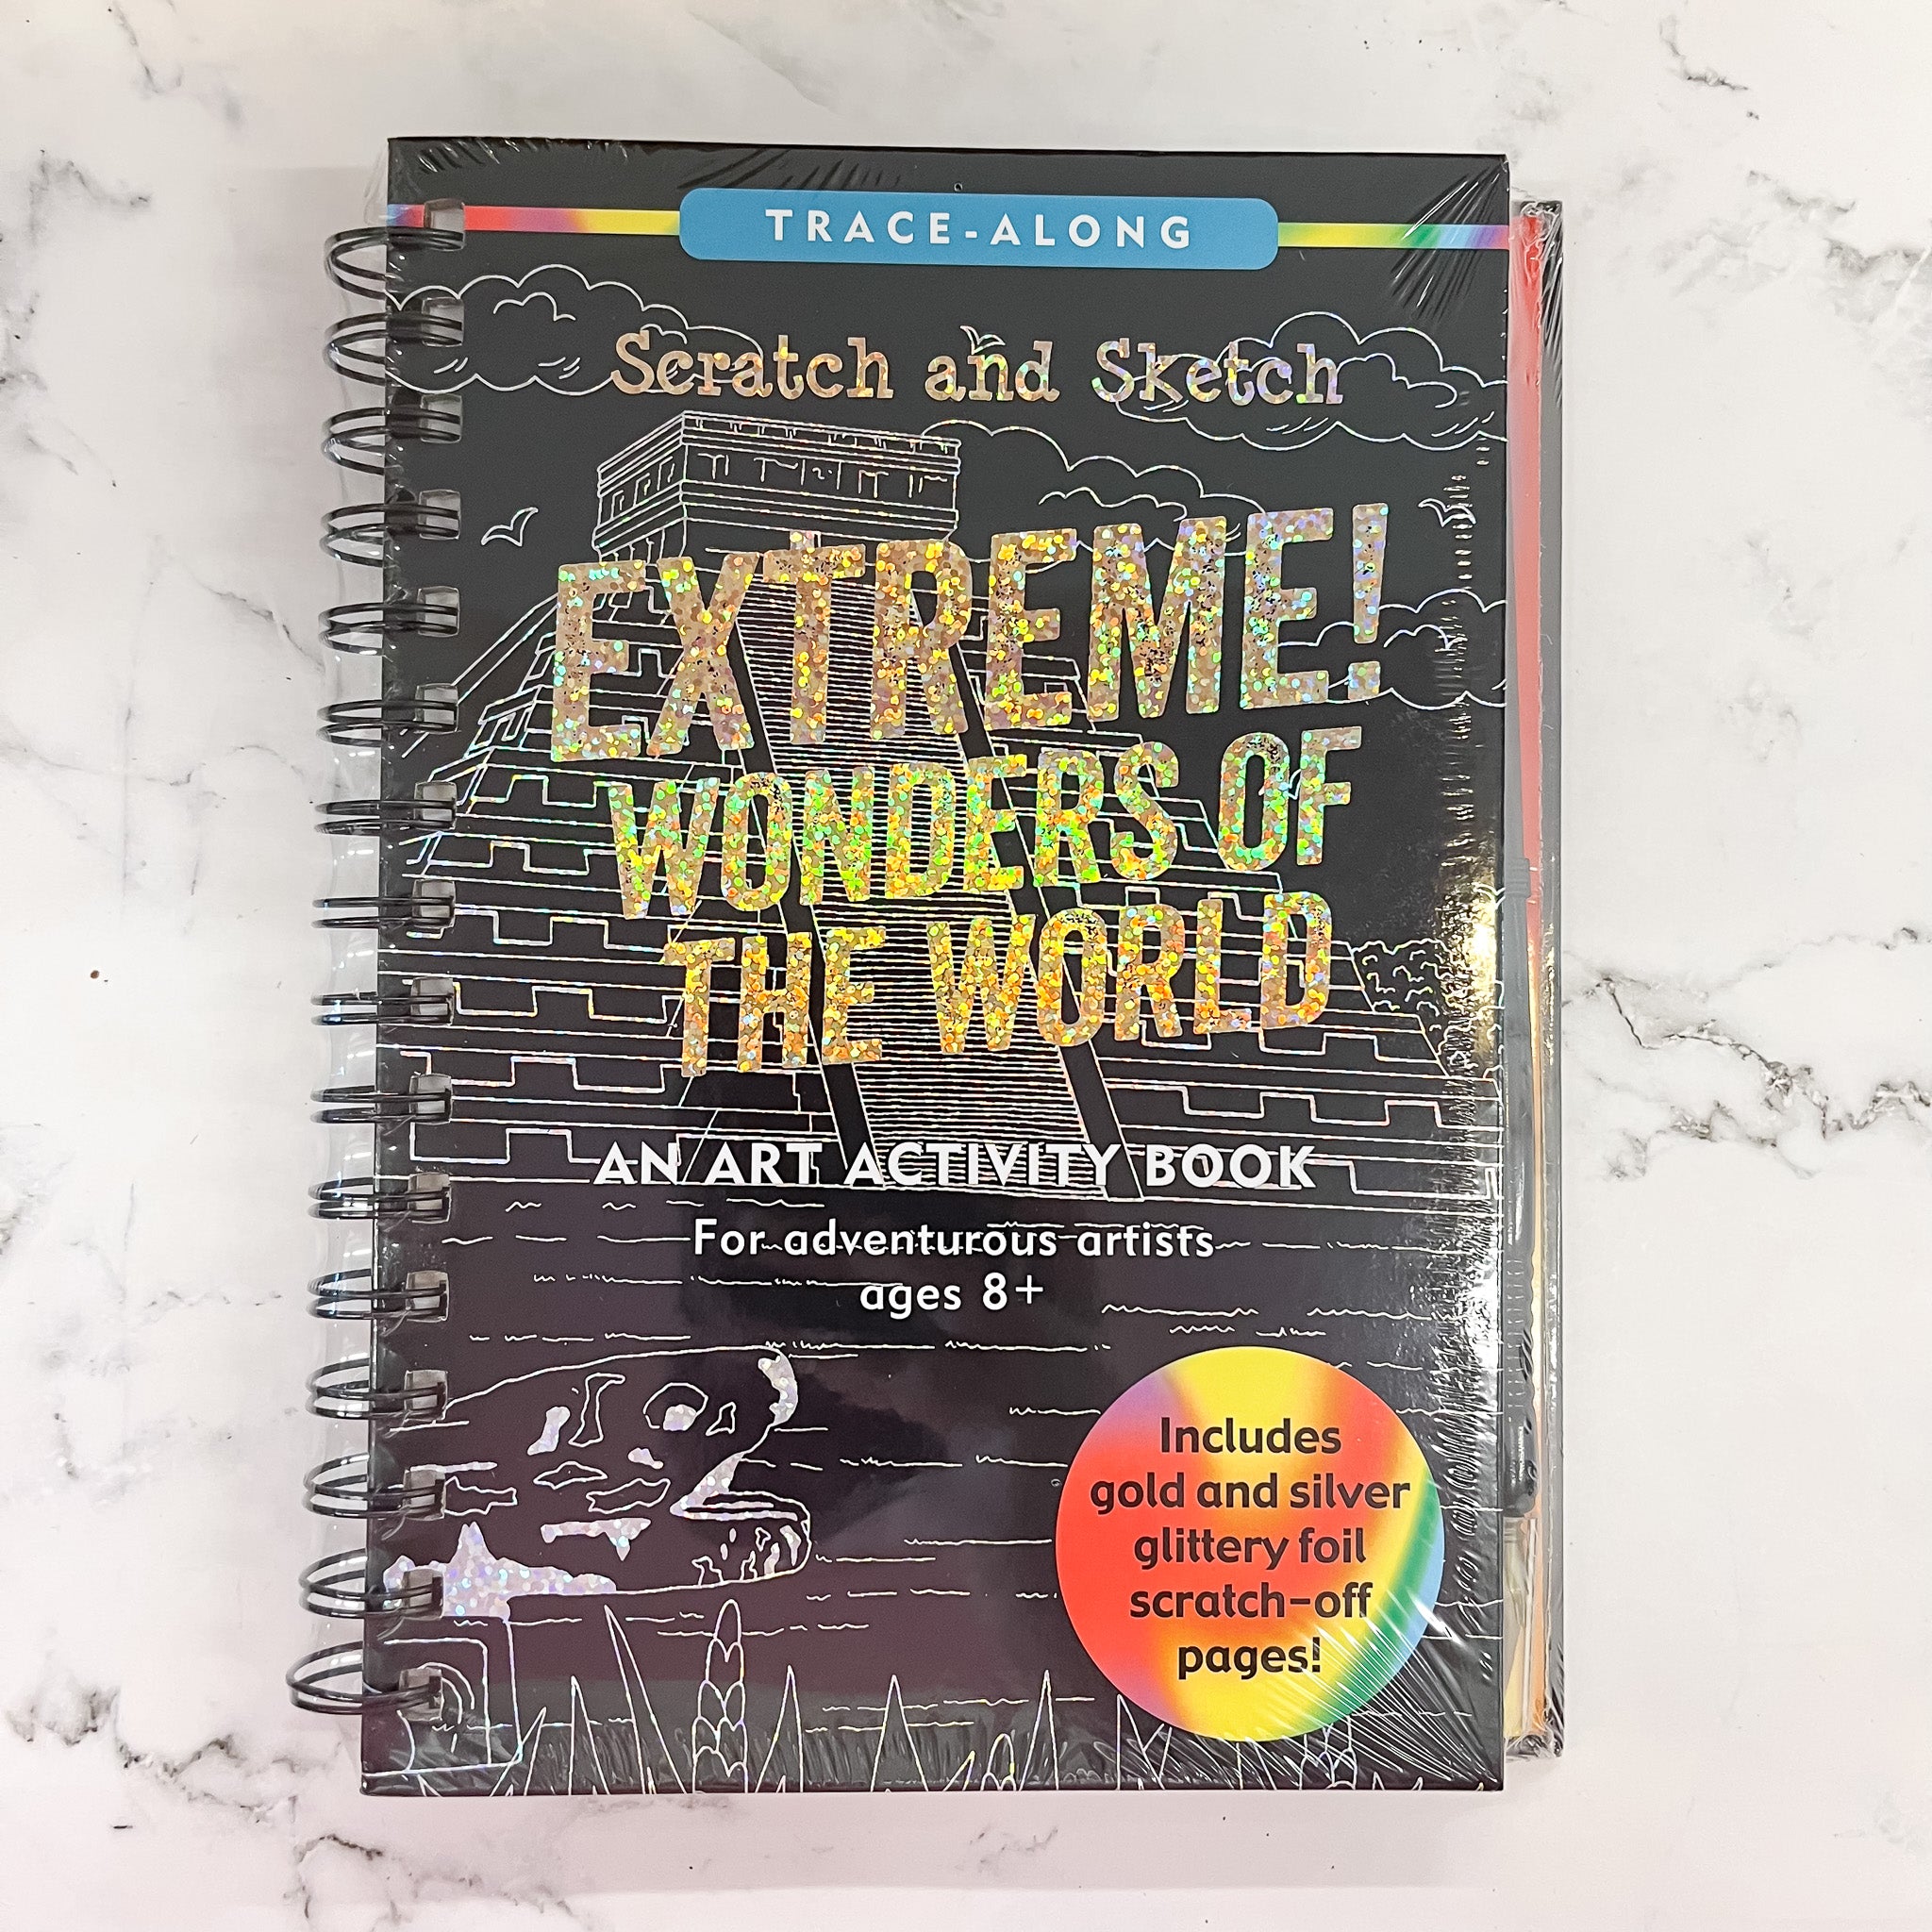 TRACE-ALONG
Scratch and Sketch
EXTREME!
WONDERS OF
THE WORLD
AN ART ACTIVITY BOOK
For adventurous artists
ages 8+
Includes
gold and silver
glittery foil
scratch-off
pages!